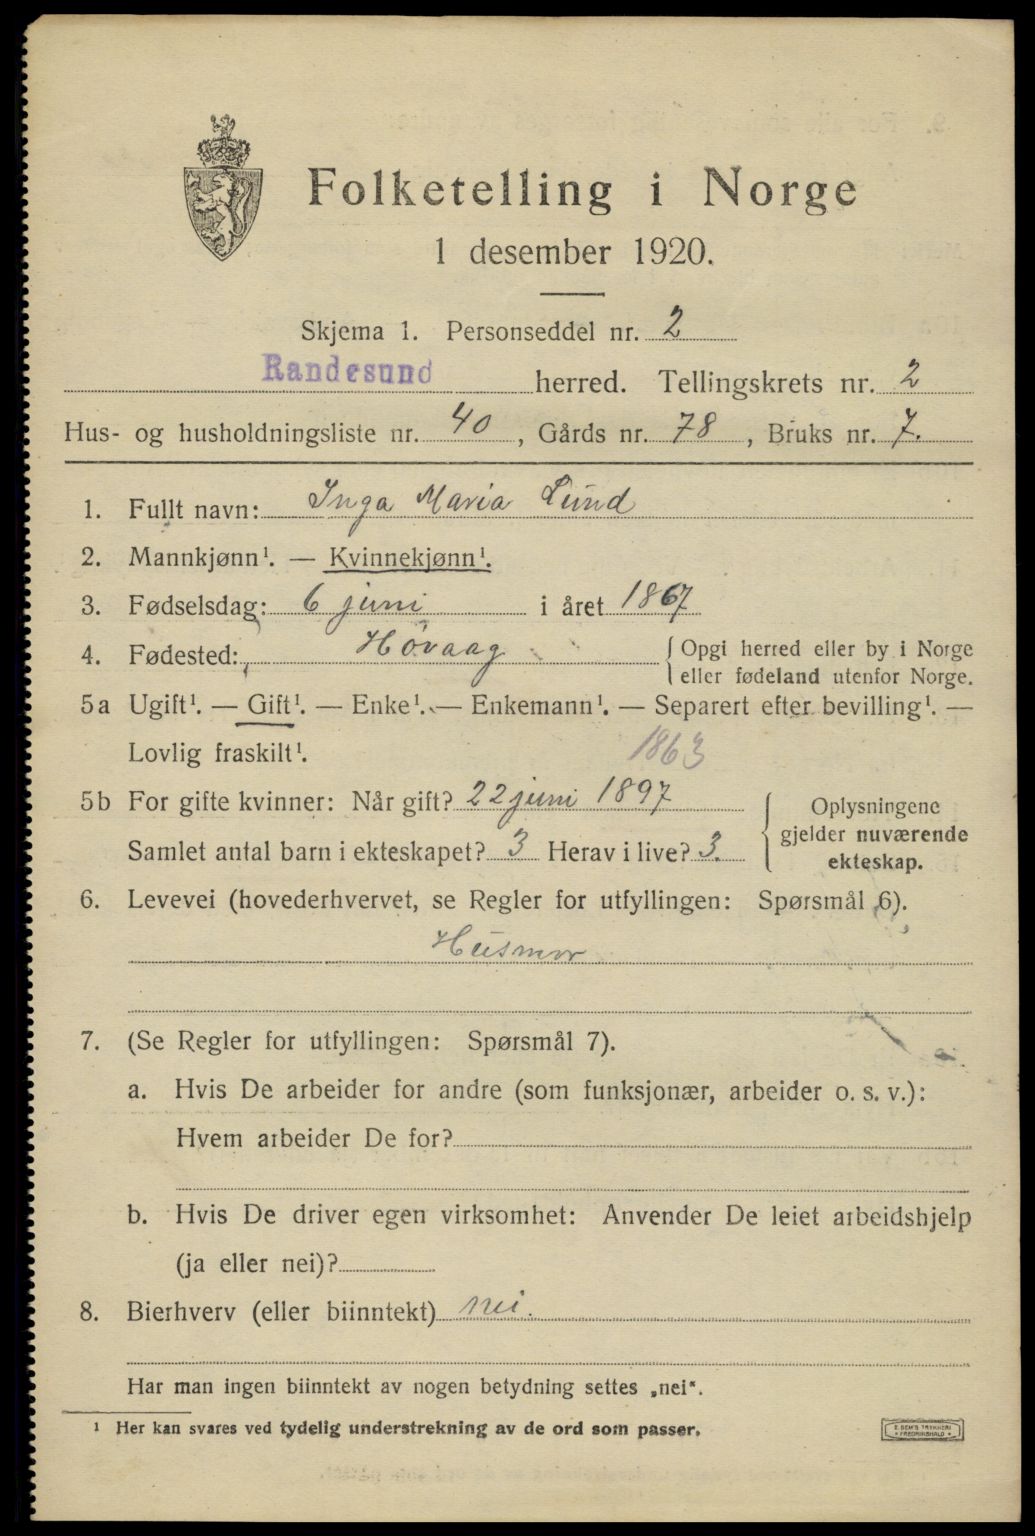 Folketelling i Norge
1 desember 1920.
Skjema 1. Personseddel nr. 2
Randesund herred. Tellingskrets nr. 2
Hus- og husholdningsliste nr. 40, Gårds nr. 78, Bruks nr. 7.
1. Fullt navn: Inga Maria Lund
2. Mannkjønn¹. — Kvinnekjønn¹.
3. Fødselsdag: 6 juni i året 1867
4. Fødested: Høvaag { Opgi herred eller by i Norge
eller fødeland utenfor Norge.
5a Ugift¹. — Gift¹. — Enke¹. — Enkemann¹. — Separert efter bevilling¹. —
Lovlig fraskilt¹. 1863
5b For gifte kvinner: Når gift? 22 juni 1897
Samlet antal barn i ekteskapet? 3 Herav i live? 3.
{ Oplysningene
gjelder nuværende
ekteskap.
6. Levevei (hovederhvervet, se Regler for utfyllingen: Spørsmål 6).
Husmor
7. (Se Regler for utfyllingen: Spørsmål 7).
a. Hvis De arbeider for andre (som funksjonær, arbeider o. s. v.):
Hvem arbeider De for?
b. Hvis De driver egen virksomhet: Anvender De leiet arbeidshjelp
(ja eller nei)?
8. Bierhverv (eller biinntekt) nei.
Har man ingen biinntekt av nogen betydning settes „nei".
¹ Her kan svares ved tydelig understrekning av de ord som passer.
E. SEM'S TRYKKERI
FREDRIKSHALD